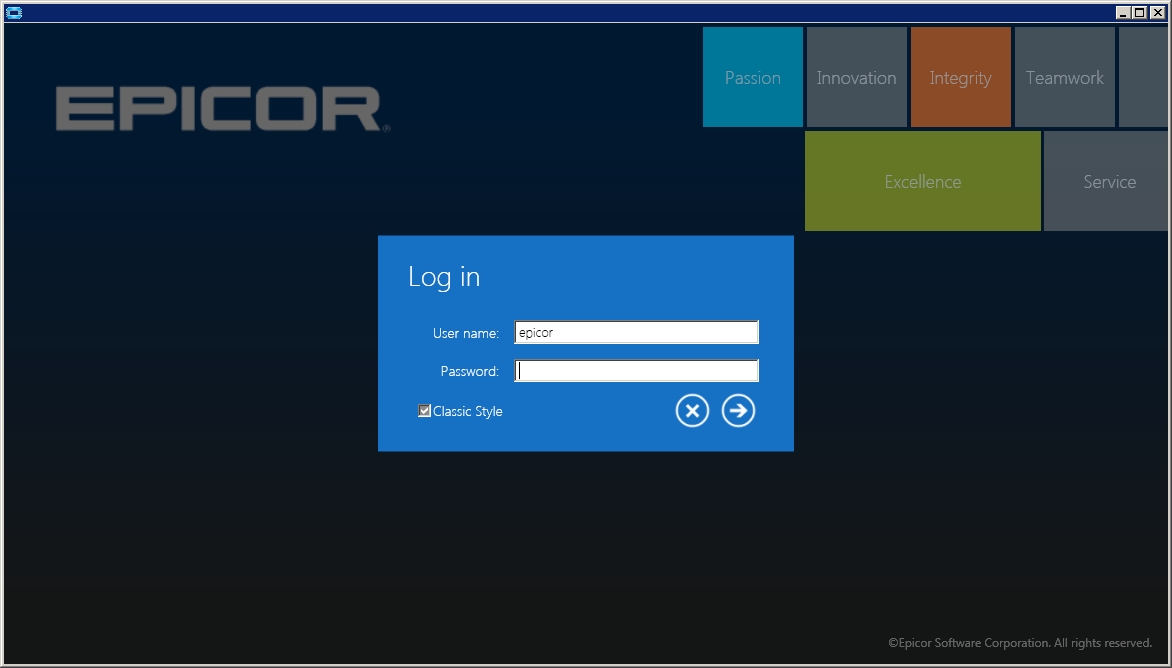 EPICOR®
Passion
Innovation
Integrity
Teamwork
Excellence
Service
Log in
User name: epicor
Password:
Classic Style
©Epicor Software Corporation. All rights reserved.